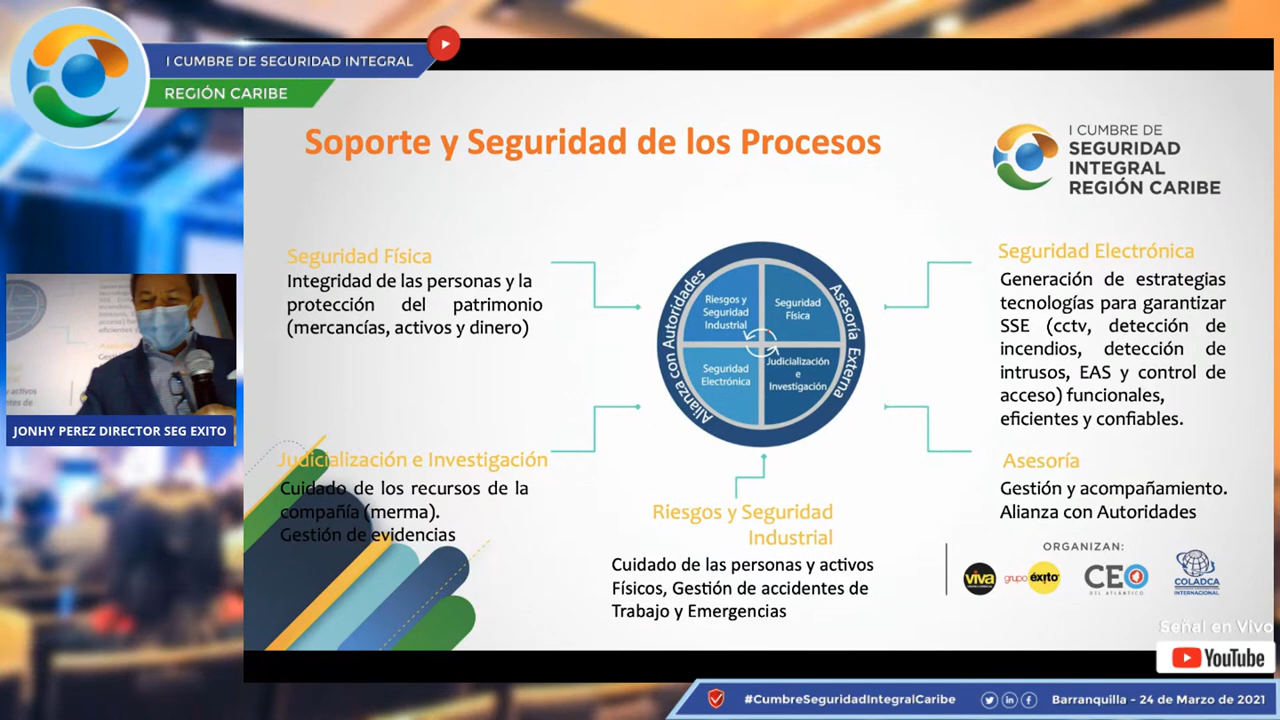 I CUMBRE DE SEGURIDAD INTEGRAL
REGIÓN CARIBE
Soporte y Seguridad de los Procesos
I CUMBRE DE
SEGURIDAD
INTEGRAL
REGIÓN CARIBE
Seguridad Física
Integridad de las personas y la
protección del patrimonio
(mercancías, activos y dinero)
Judicialización e Investigación
Cuidado de los recursos de la
compañía (merma).
Gestión de evidencias
Alianza con Autoridades
Asesoría Externa
Riesgos y
Seguridad
Industrial
Seguridad
Física
Seguridad
Electrónica
Judicialización
e
Investigación
Riesgos y Seguridad
Industrial
Cuidado de las personas y activos
Físicos, Gestión de accidentes de
Trabajo y Emergencias
Seguridad Electrónica
Generación de estrategias
tecnologías para garantizar
SSE (cctv, detección de
incendios, detección de
intrusos, EAS y control de
acceso) funcionales,
eficientes y confiables.
Asesoría
Gestión y acompañamiento.
Alianza con Autoridades
ORGANIZAN:
viva
grupo éxito
CEO
DEL ATLÁNTICO
COLADCA
INTERNACIONAL
JONHY PEREZ DIRECTOR SEG EXITO
Señal en Vivo
YouTube
#CumbreSeguridadIntegralCaribe
Barranquilla - 24 de Marzo de 2021